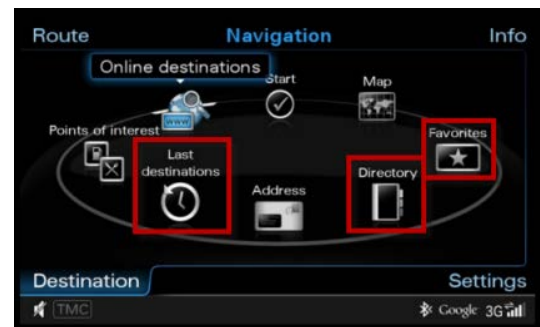 Route
Navigation
Info
Online destinations
Start
Map
www
Points of interest
Favorites
Last
destinations
Directory
Address
Destination
Settings
TMC
Google
3G